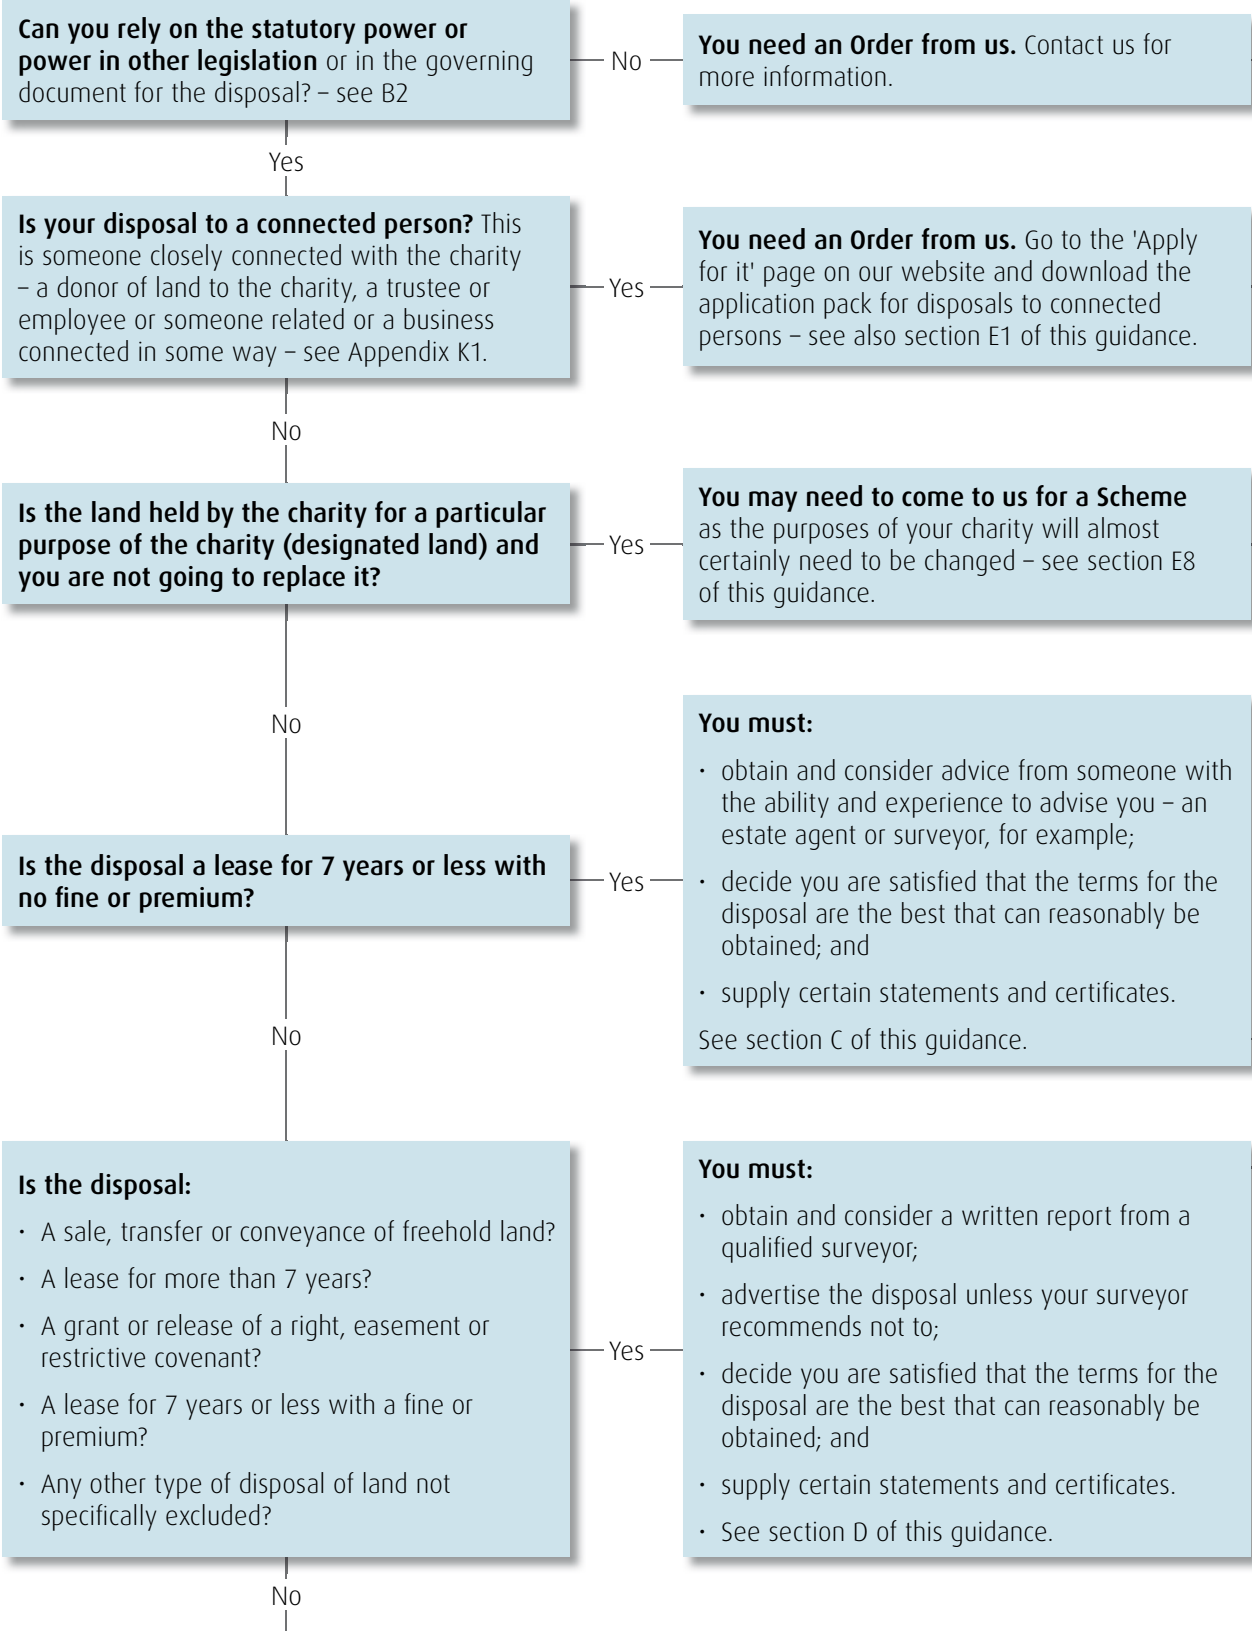 Can you rely on the statutory power or
power in other legislation or in the governing
document for the disposal? – see B2
No
You need an Order from us. Contact us for
more information.
Yes
Is your disposal to a connected person? This
is someone closely connected with the charity
– a donor of land to the charity, a trustee or
employee or someone related or a business
connected in some way – see Appendix K1.
Yes
You need an Order from us. Go to the 'Apply
for it' page on our website and download the
application pack for disposals to connected
persons – see also section E1 of this guidance.
No
Is the land held by the charity for a particular
purpose of the charity (designated land) and
you are not going to replace it?
Yes
You may need to come to us for a Scheme
as the purposes of your charity will almost
certainly need to be changed – see section E8
of this guidance.
No
Is the disposal a lease for 7 years or less with
no fine or premium?
Yes
You must:
· obtain and consider advice from someone with
the ability and experience to advise you – an
estate agent or surveyor, for example;
· decide you are satisfied that the terms for the
disposal are the best that can reasonably be
obtained; and
· supply certain statements and certificates.
See section C of this guidance.
No
Is the disposal:
· A sale, transfer or conveyance of freehold land?
· A lease for more than 7 years?
· A grant or release of a right, easement or
restrictive covenant?
· A lease for 7 years or less with a fine or
premium?
· Any other type of disposal of land not
specifically excluded?
Yes
You must:
· obtain and consider a written report from a
qualified surveyor;
· advertise the disposal unless your surveyor
recommends not to;
· decide you are satisfied that the terms for the
disposal are the best that can reasonably be
obtained; and
· supply certain statements and certificates.
· See section D of this guidance.
No